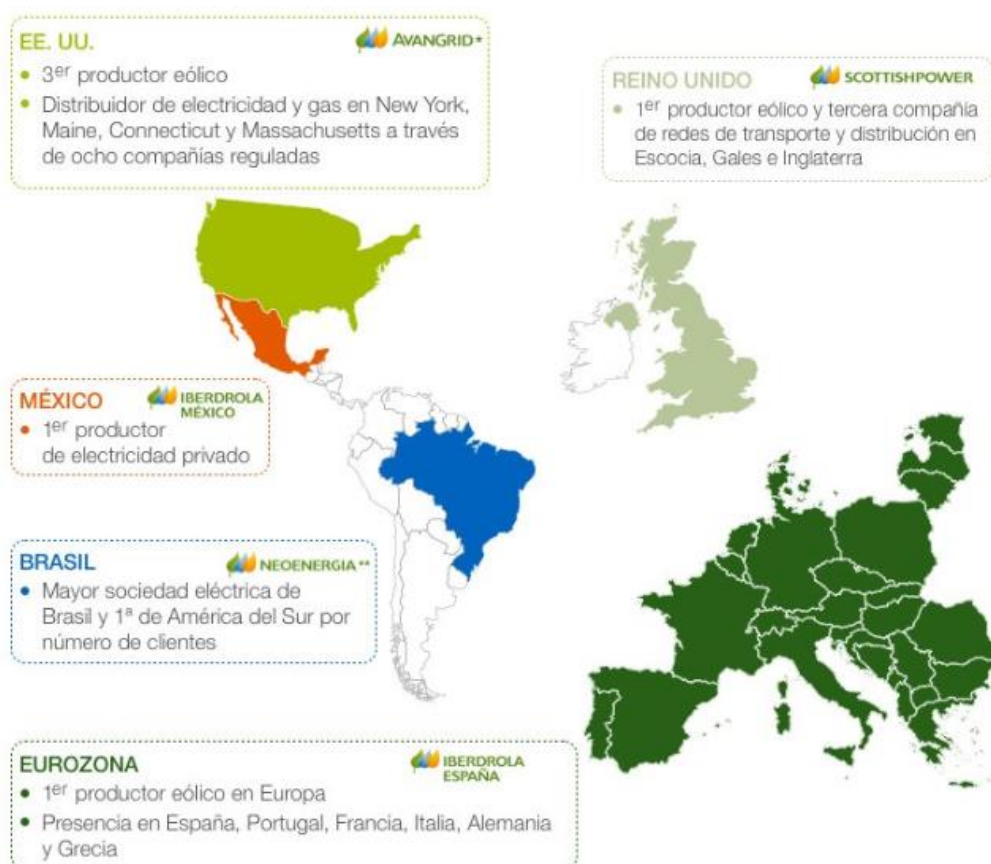 EE. UU.
AVANGRID*
• 3er productor eólico
• Distribuidor de electricidad y gas en New York,
Maine, Connecticut y Massachusetts a través
de ocho compañías reguladas
REINO UNIDO
SCOTTISHPOWER
• 1er productor eólico y tercera compañía
de redes de transporte y distribución en
Escocia, Gales e Inglaterra
MÉXICO
IBERDROLA
MÉXICO
• 1er productor
de electricidad privado
BRASIL
NEOENERGIA**
• Mayor sociedad eléctrica de
Brasil y 1ª de América del Sur por
número de clientes
EUROZONA
IBERDROLA
ESPAÑA
• 1er productor eólico en Europa
• Presencia en España, Portugal, Francia, Italia, Alemania
y Grecia